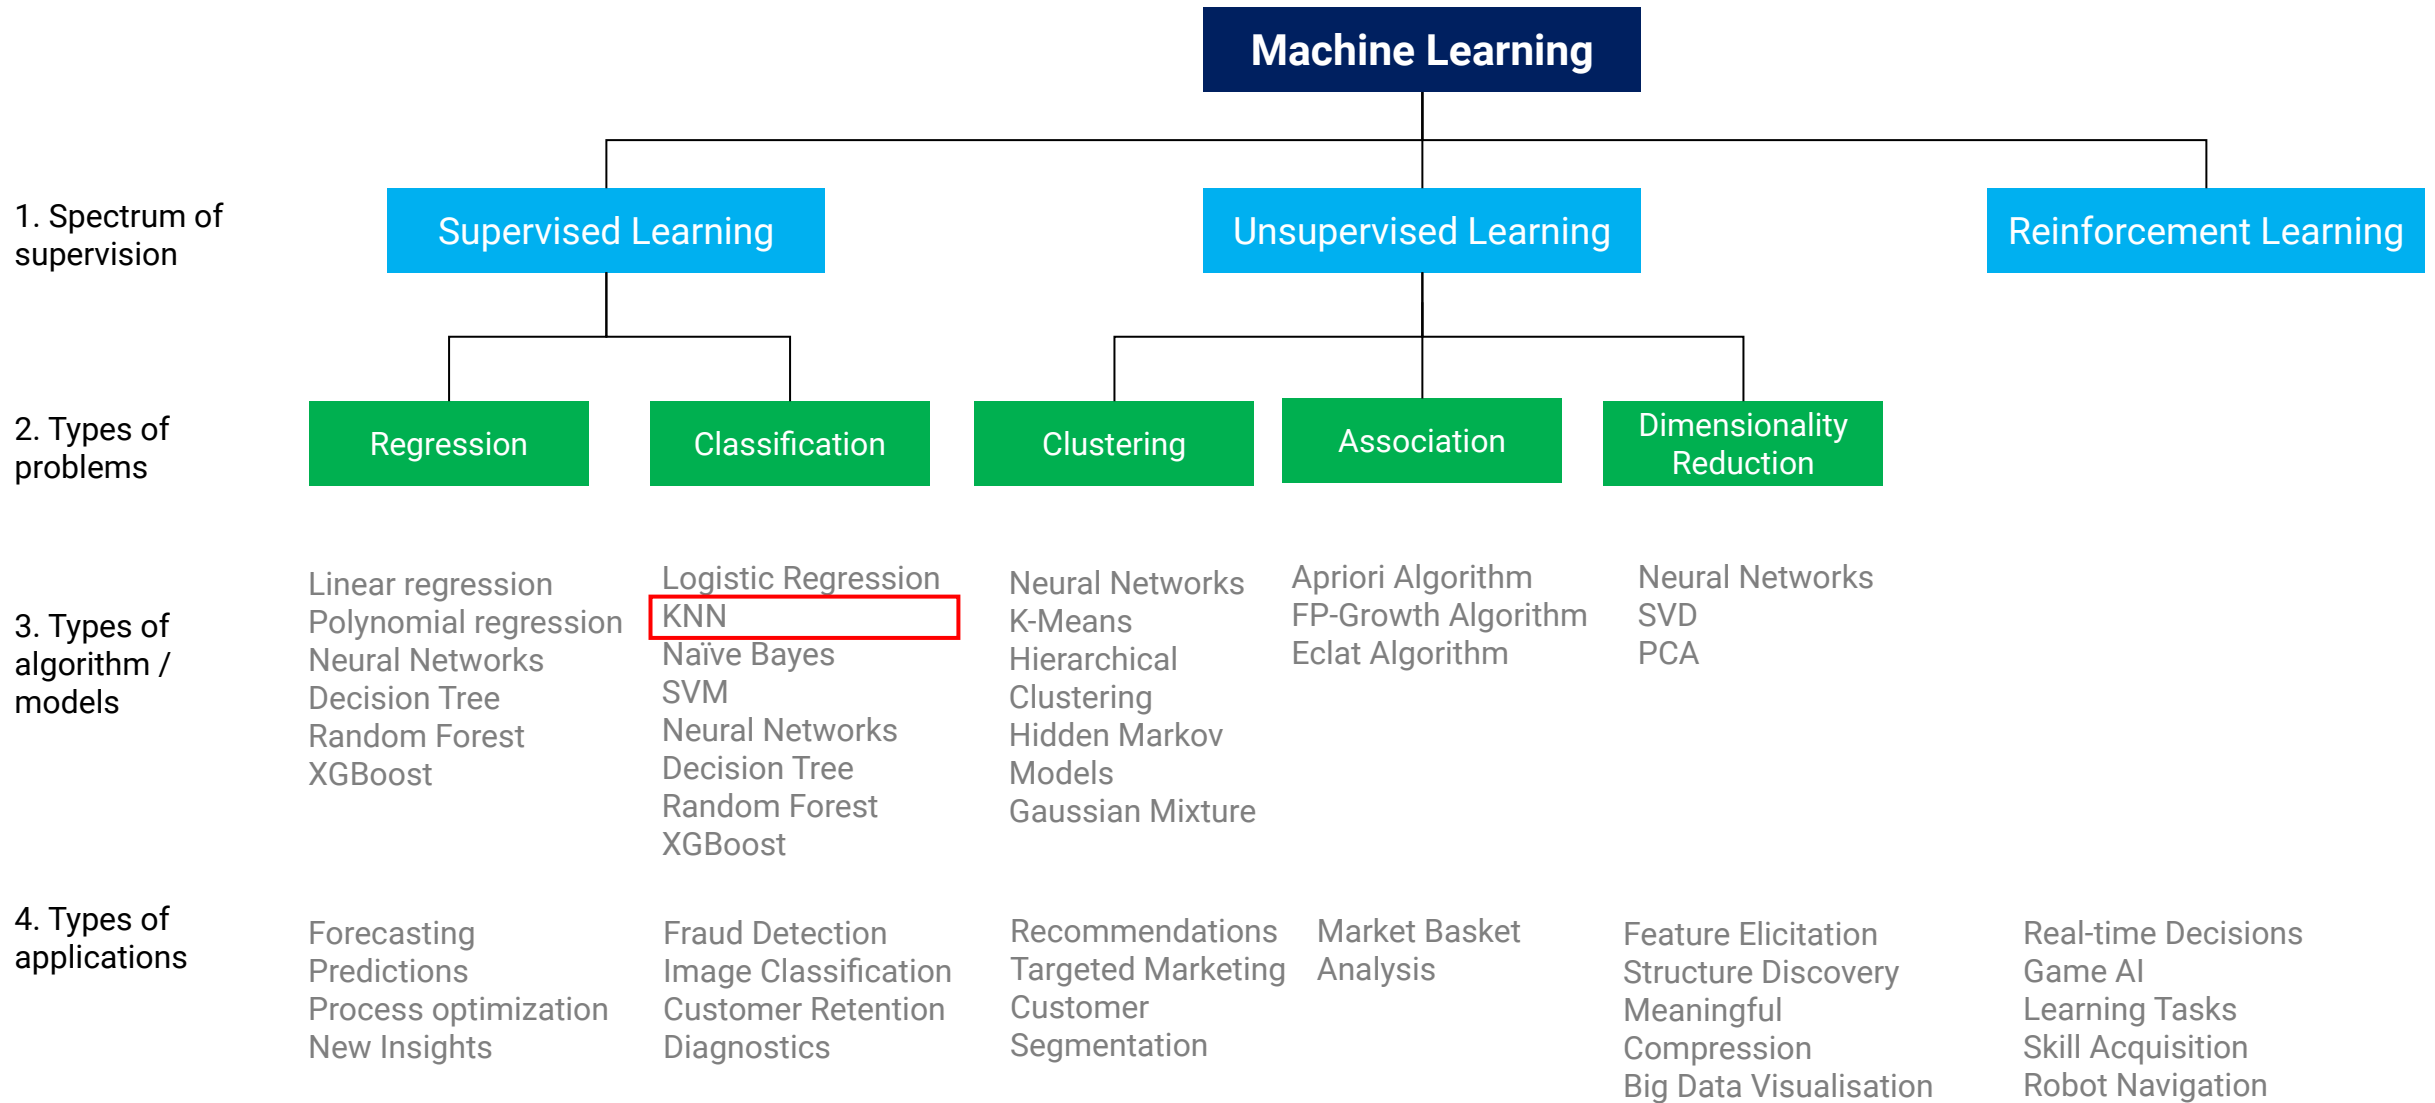 Machine Learning
1. Spectrum of
supervision
Supervised Learning
Unsupervised Learning
Reinforcement Learning
2. Types of
problems
Regression
Classification
Clustering
Association
Dimensionality
Reduction
3. Types of
algorithm /
models
Linear regression
Polynomial regression
Neural Networks
Decision Tree
Random Forest
XGBoost
Logistic Regression
KNN
Naïve Bayes
SVM
Neural Networks
Decision Tree
Random Forest
XGBoost
Neural Networks
K-Means
Hierarchical
Clustering
Hidden Markov
Models
Gaussian Mixture
Apriori Algorithm
FP-Growth Algorithm
Eclat Algorithm
Neural Networks
SVD
PCA
4. Types of
applications
Forecasting
Predictions
Process optimization
New Insights
Fraud Detection
Image Classification
Customer Retention
Diagnostics
Recommendations
Targeted Marketing
Customer
Segmentation
Market Basket
Analysis
Feature Elicitation
Structure Discovery
Meaningful
Compression
Big Data Visualisation
Real-time Decisions
Game AI
Learning Tasks
Skill Acquisition
Robot Navigation